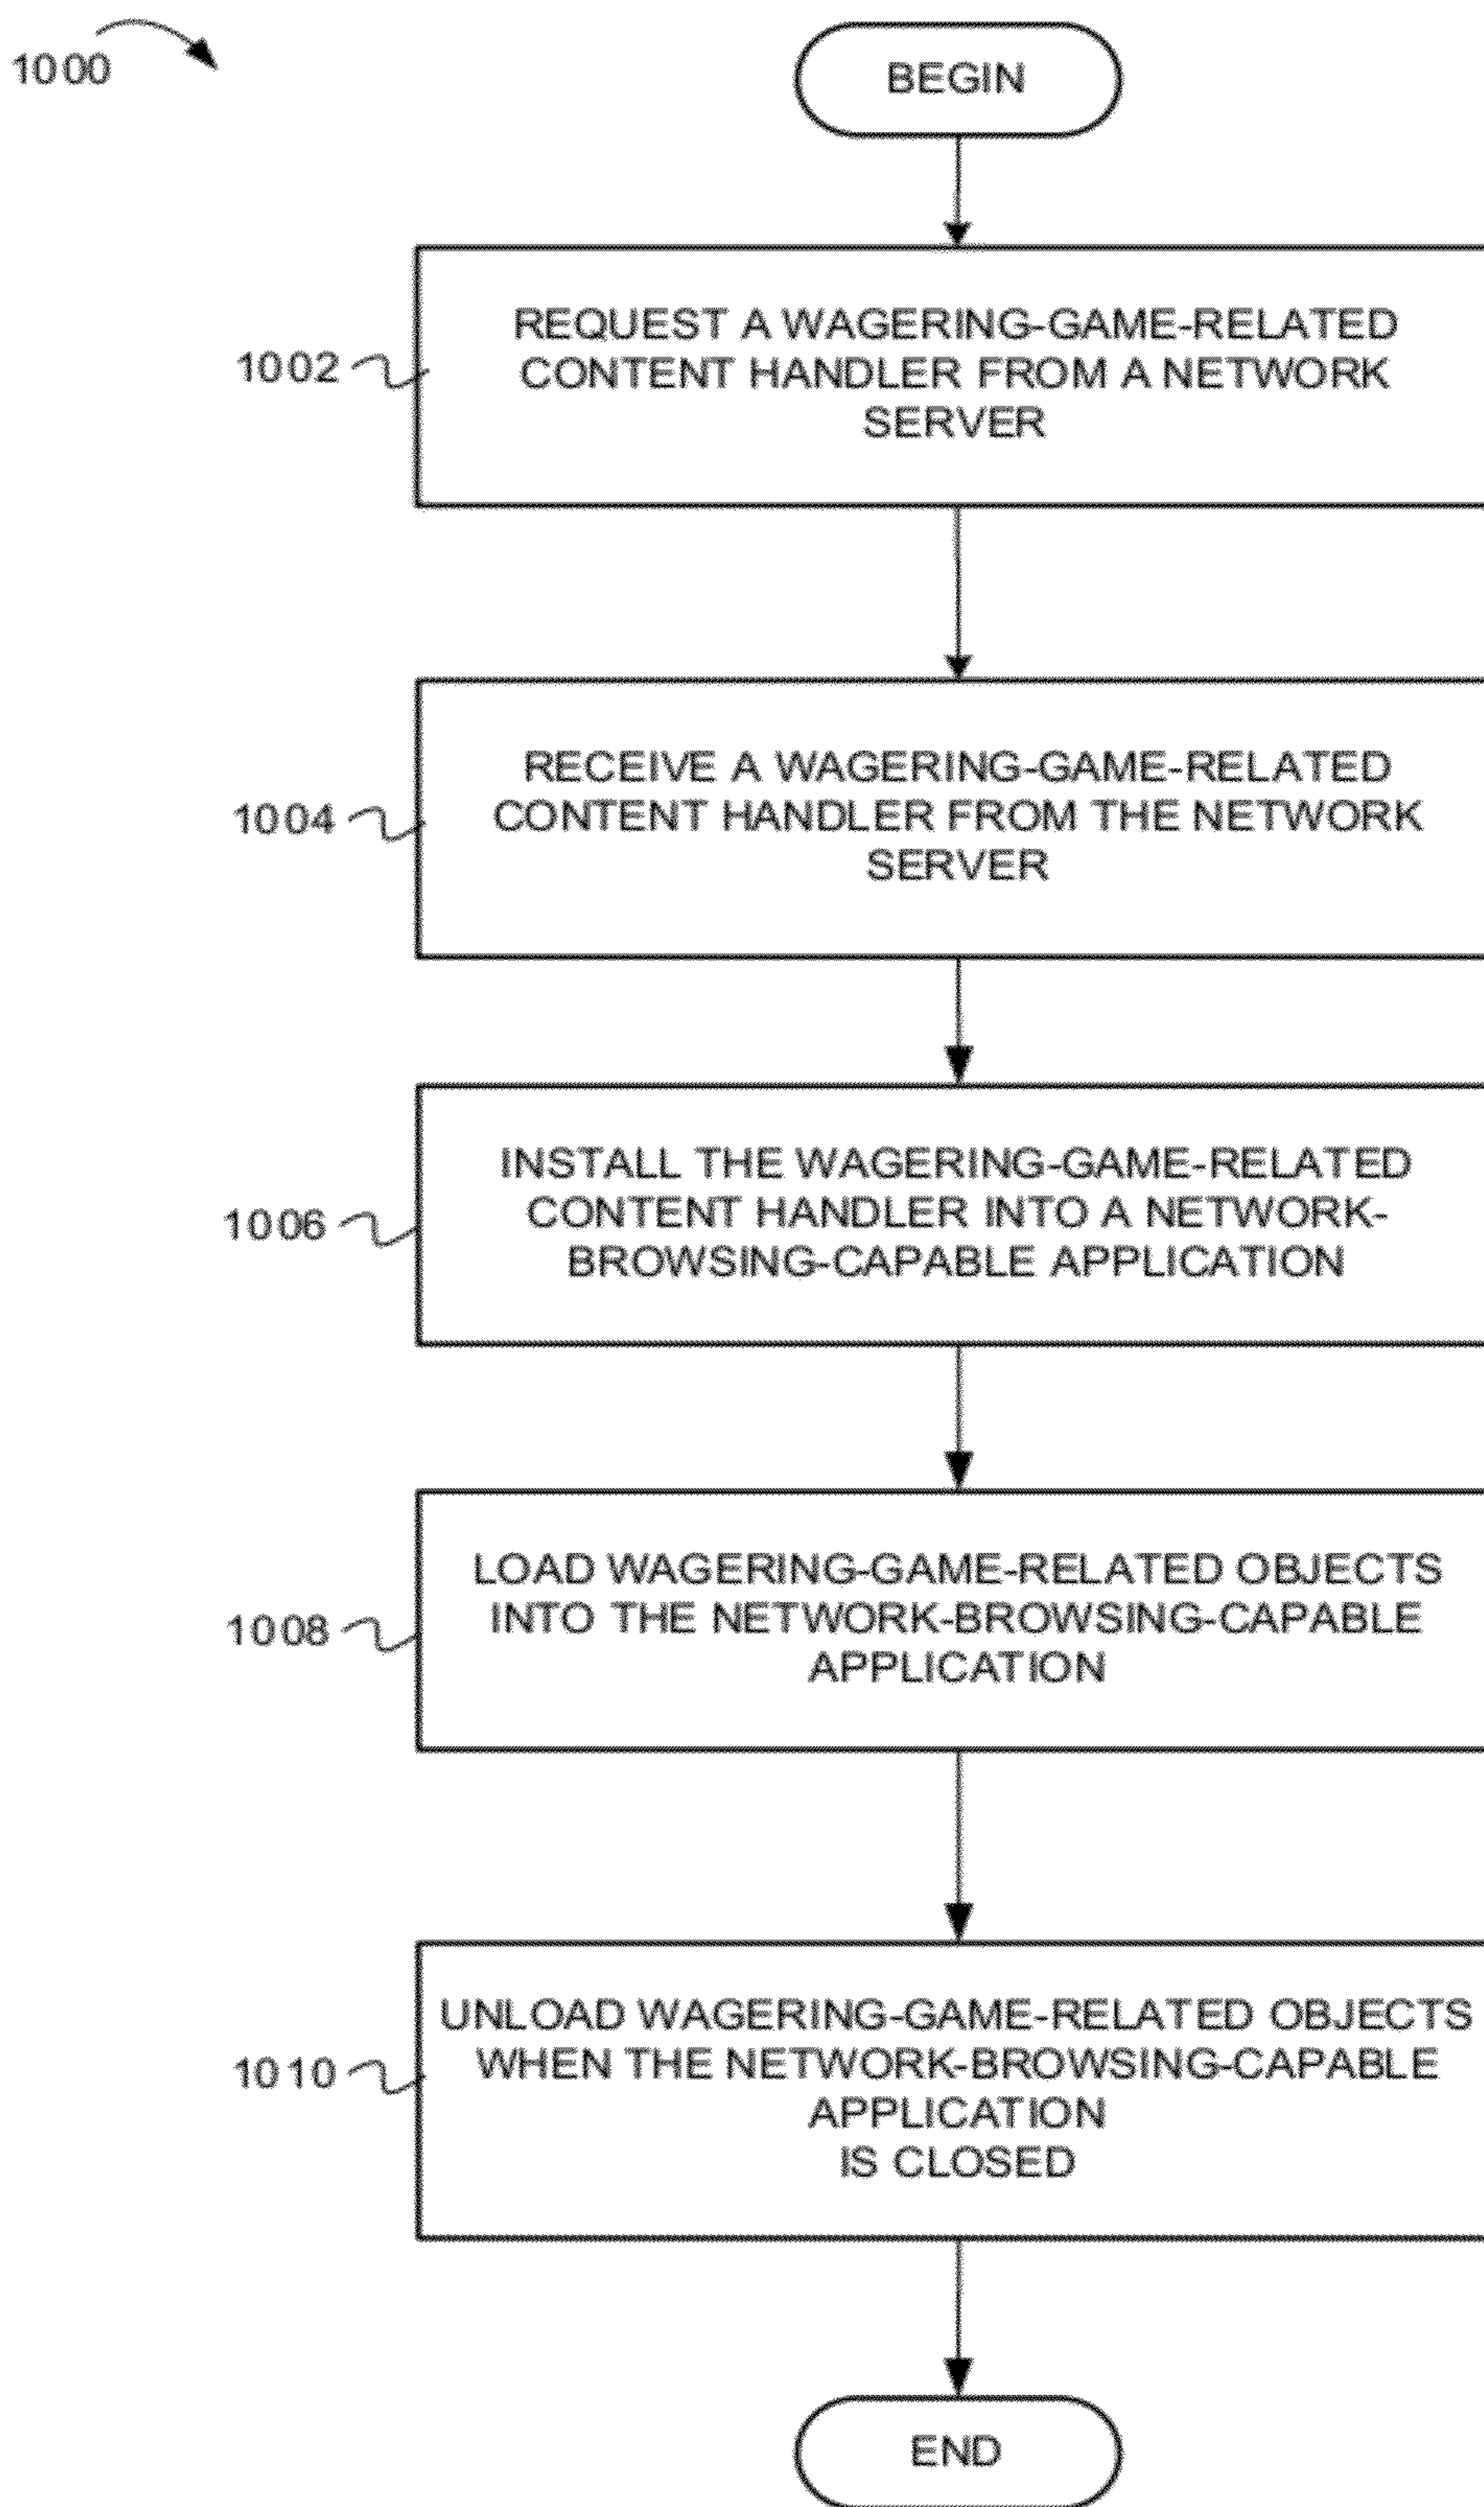 1000
BEGIN
1002
REQUEST A WAGERING-GAME-RELATED
CONTENT HANDLER FROM A NETWORK
SERVER
1004
RECEIVE A WAGERING-GAME-RELATED
CONTENT HANDLER FROM THE NETWORK
SERVER
1006
INSTALL THE WAGERING-GAME-RELATED
CONTENT HANDLER INTO A NETWORK-
BROWSING-CAPABLE APPLICATION
1008
LOAD WAGERING-GAME-RELATED OBJECTS
INTO THE NETWORK-BROWSING-CAPABLE
APPLICATION
1010
UNLOAD WAGERING-GAME-RELATED OBJECTS
WHEN THE NETWORK-BROWSING-CAPABLE
APPLICATION
IS CLOSED
END